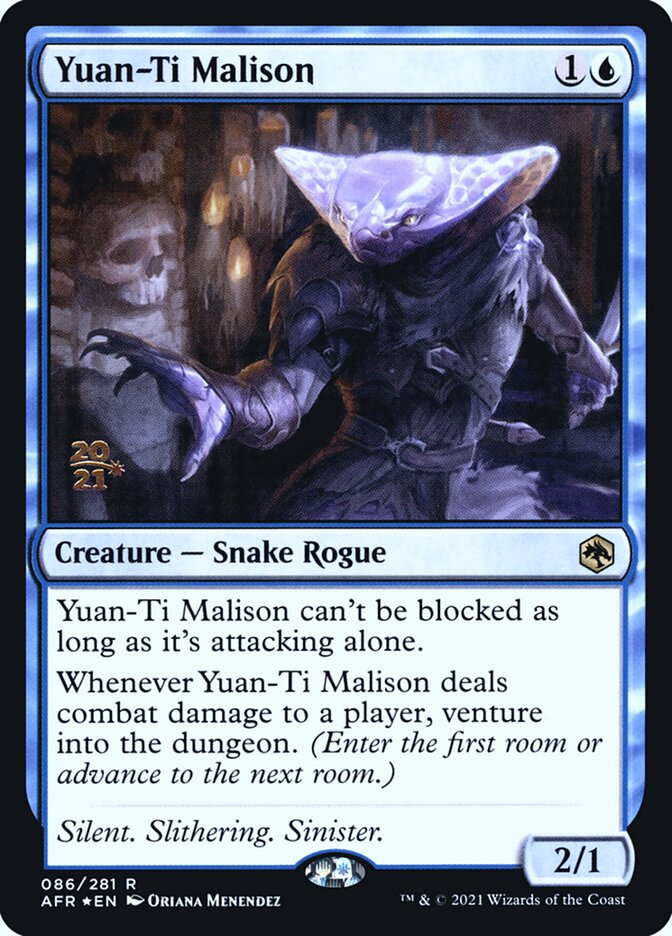 Yuan-Ti Malison
1
20
21
Creature — Snake Rogue
Yuan-Ti Malison can't be blocked as
long as it's attacking alone.
Whenever Yuan-Ti Malison deals
combat damage to a player, venture
into the dungeon. (Enter the first room or
advance to the next room.)
Silent. Slithering. Sinister.
2/1
086/281 R
AFR ★ EN Oriana Menendez
™ & © 2021 Wizards of the Coast